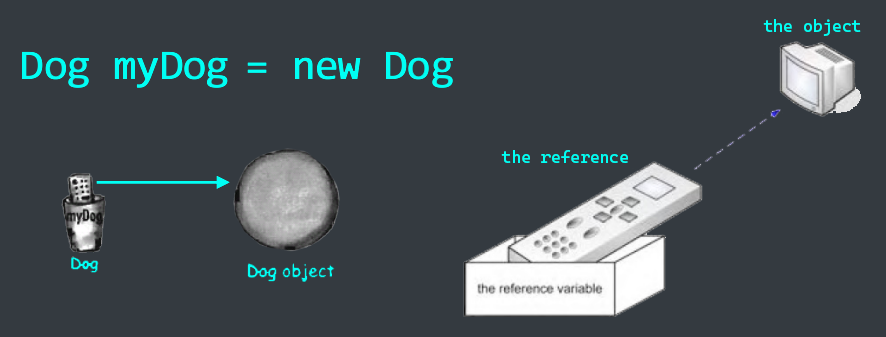 the object
Dog myDog = new Dog
the reference
myDog
Dog
Dog object
the reference variable